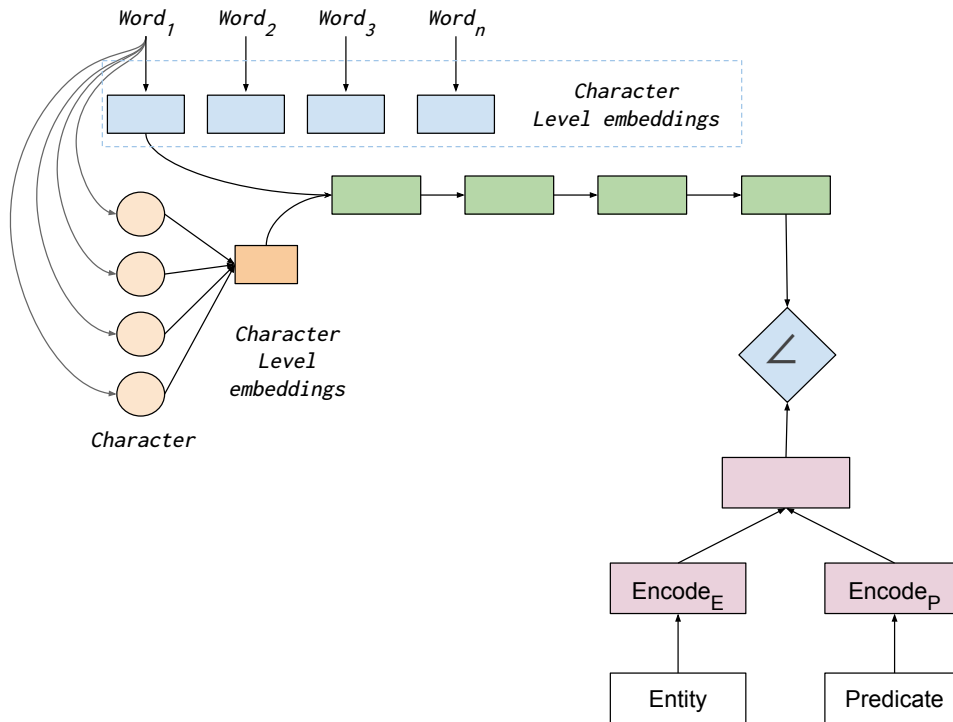 Word1 Word2 Word3 Wordn
Character
Level embeddings
Character
Level
embeddings
Character
∠
EncodeE EncodeP
Entity Predicate